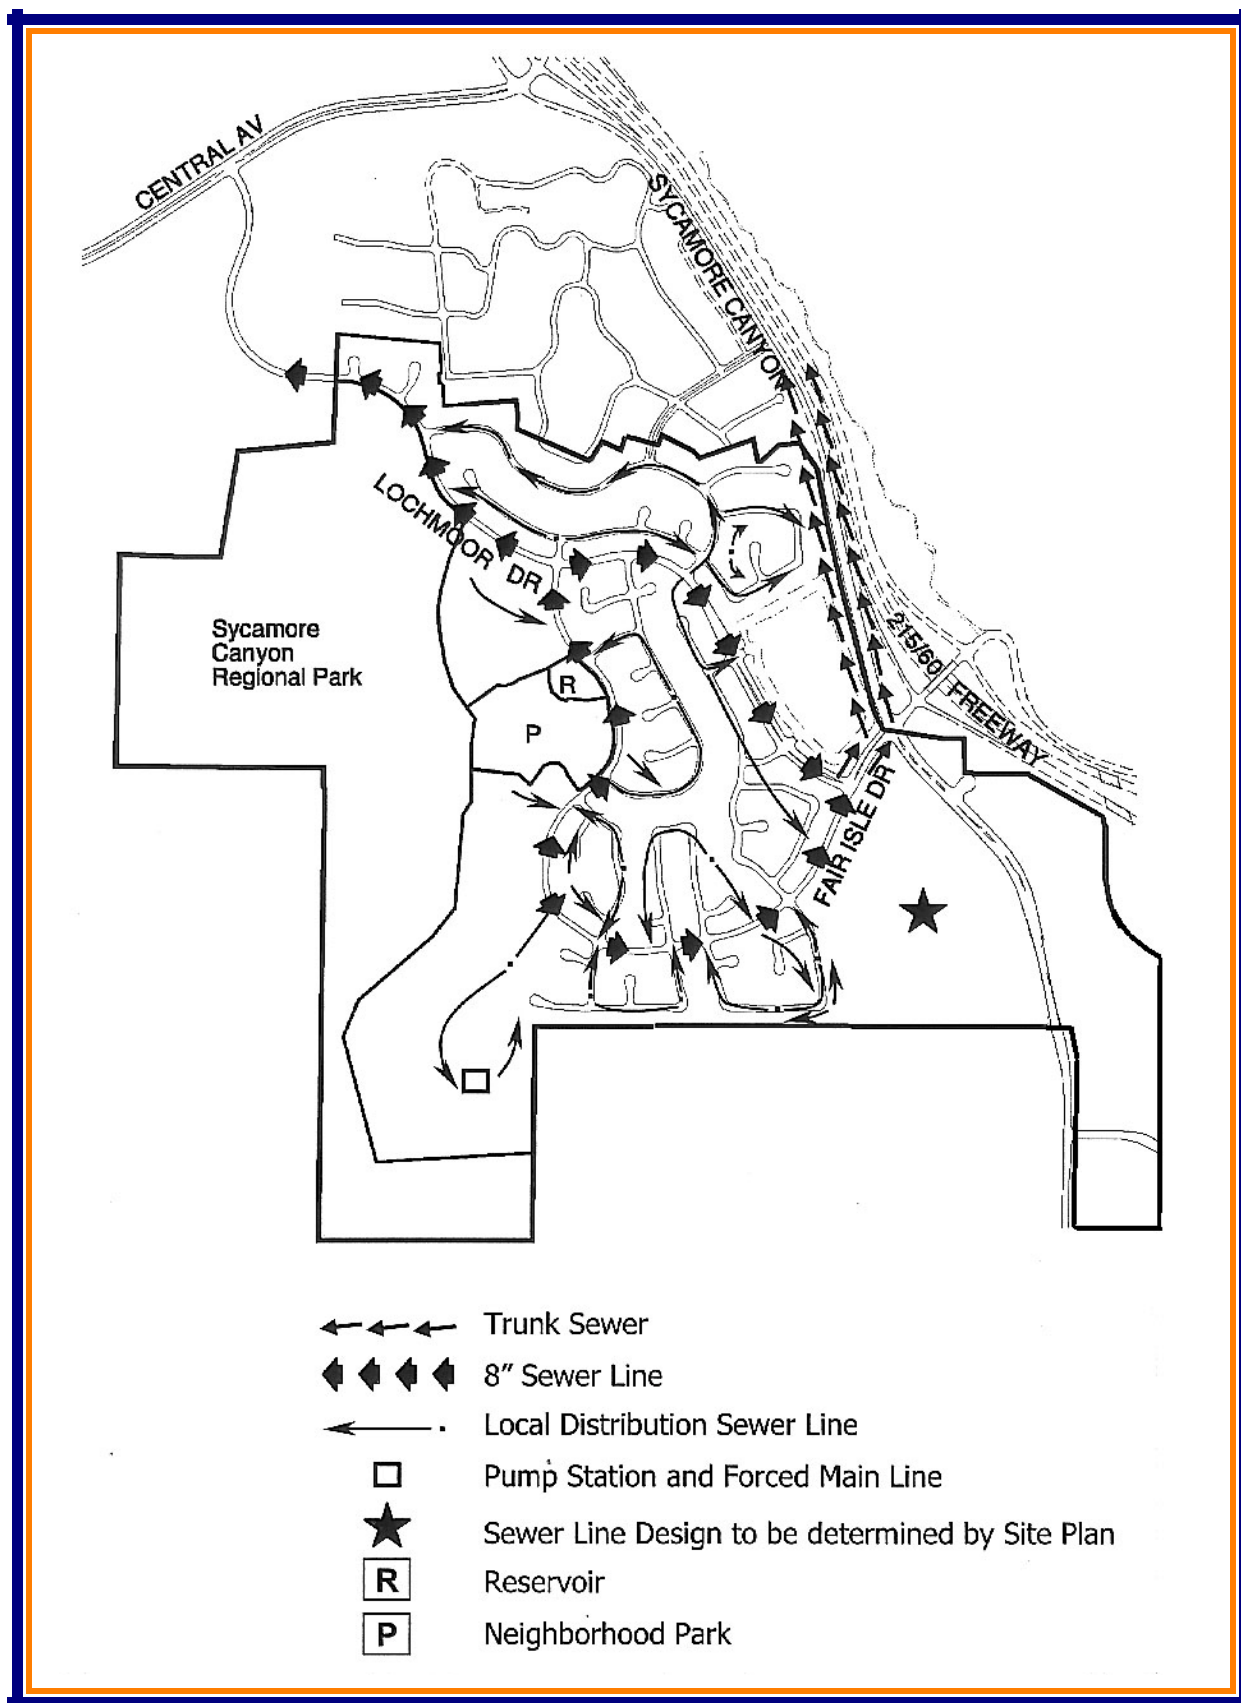 CENTRAL AV
SYCAMORE CANYON
LOCHMOOR DR
Sycamore
Canyon
Regional Park
R
P
215/60
FREEWAY
FAIR ISLE DR
Trunk Sewer
8" Sewer Line
Local Distribution Sewer Line
Pump Station and Forced Main Line
Sewer Line Design to be determined by Site Plan
R Reservoir
P Neighborhood Park